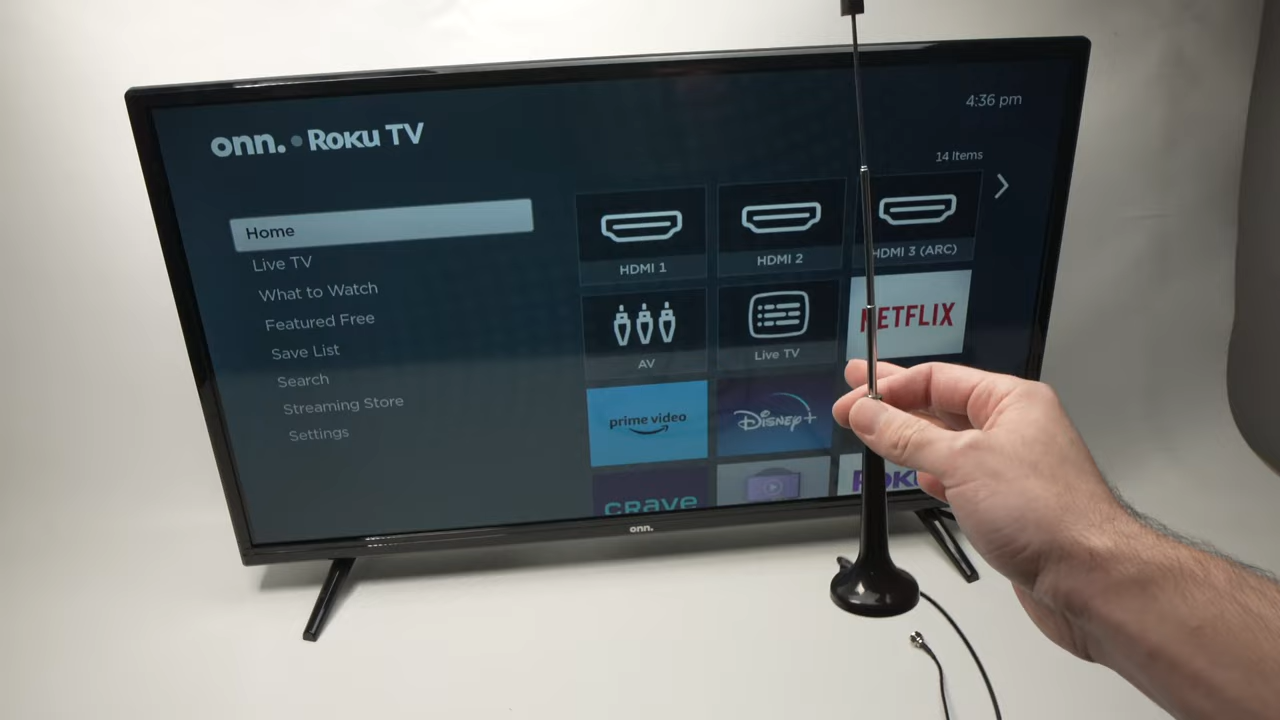 onn. • Roku TV
4:36 pm
14 Items
Home
Live TV
What to Watch
Featured Free
Save List
Search
Streaming Store
Settings
HDMI 1
HDMI 2
HDMI 3 (ARC)
AV
Live TV
NETFLIX
prime video
Disney+
crave
ROKU
onn.